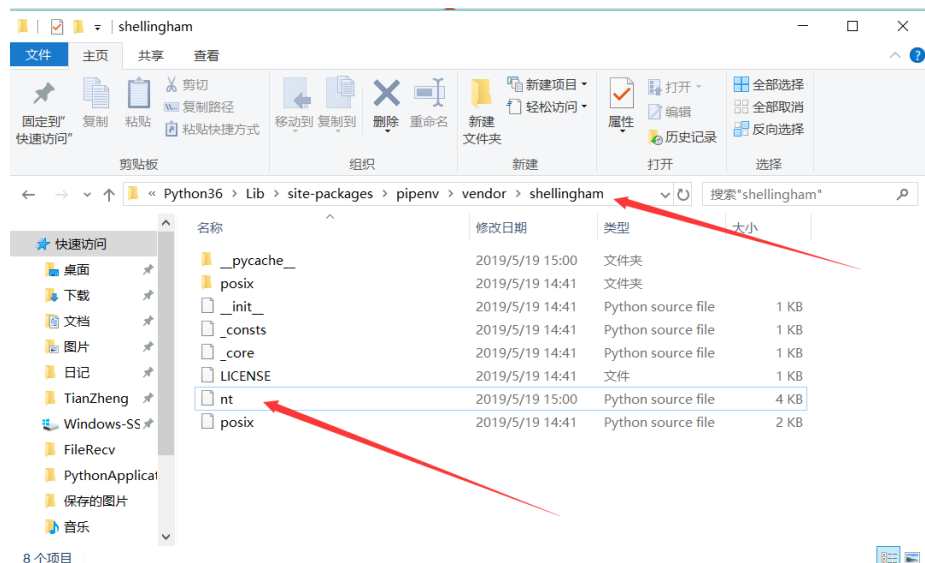 shellingham
文件 主页 共享 查看
固定到"快速访问"
复制
粘贴
剪切
复制路径
粘贴快捷方式
剪贴板
移动到 复制到 删除 重命名
组织
新建文件夹
新建项目
轻松访问
新建
属性
打开
编辑
历史记录
打开
全部选择
全部取消
反向选择
选择
« Python36 > Lib > site-packages > pipenv > vendor > shellingham
搜索"shellingham"
名称 修改日期 类型 大小
快速访问
桌面
下载
文档
图片
日记
TianZheng
Windows-SS
FileRecv
PythonApplicat
保存的图片
音乐
__pycache__ 2019/5/19 15:00 文件夹
posix 2019/5/19 14:41 文件夹
__init__ 2019/5/19 14:41 Python source file 1 KB
_consts 2019/5/19 14:41 Python source file 1 KB
_core 2019/5/19 14:41 Python source file 1 KB
LICENSE 2019/5/19 14:41 文件 1 KB
nt 2019/5/19 15:00 Python source file 4 KB
posix 2019/5/19 14:41 Python source file 2 KB
8 个项目